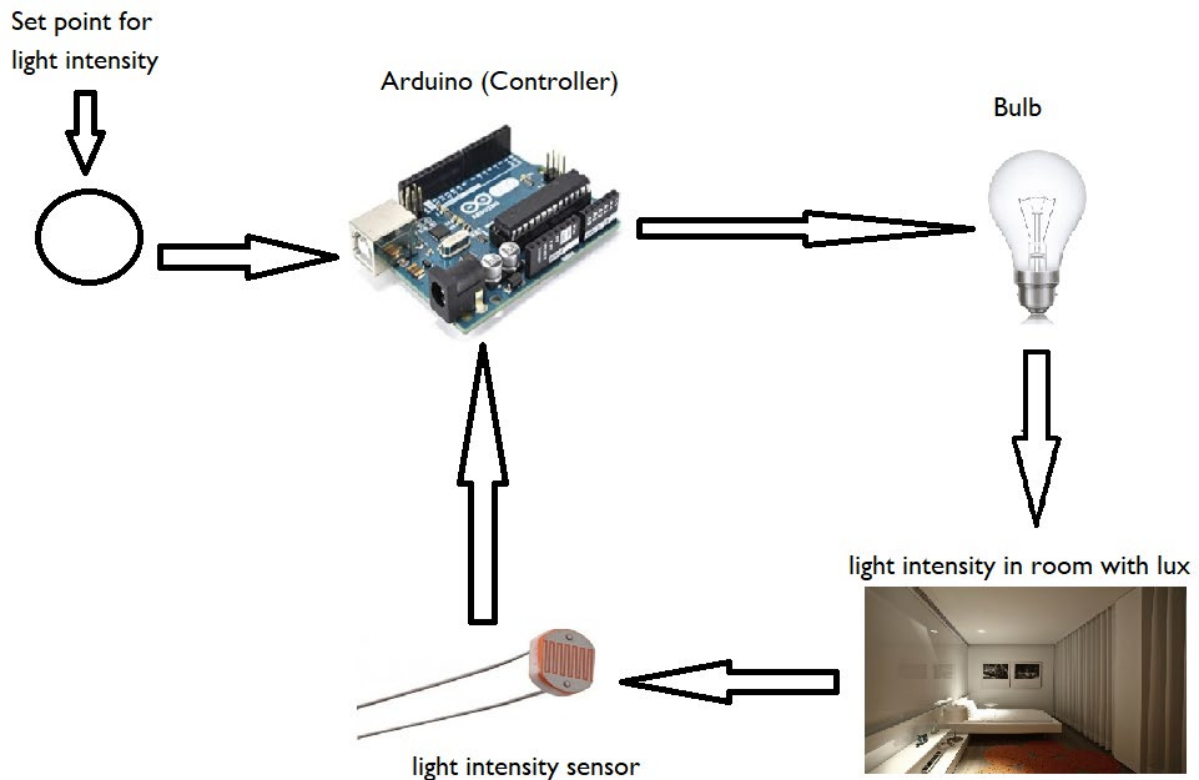 Set point for
light intensity
Arduino (Controller)
Bulb
light intensity in room with lux
light intensity sensor